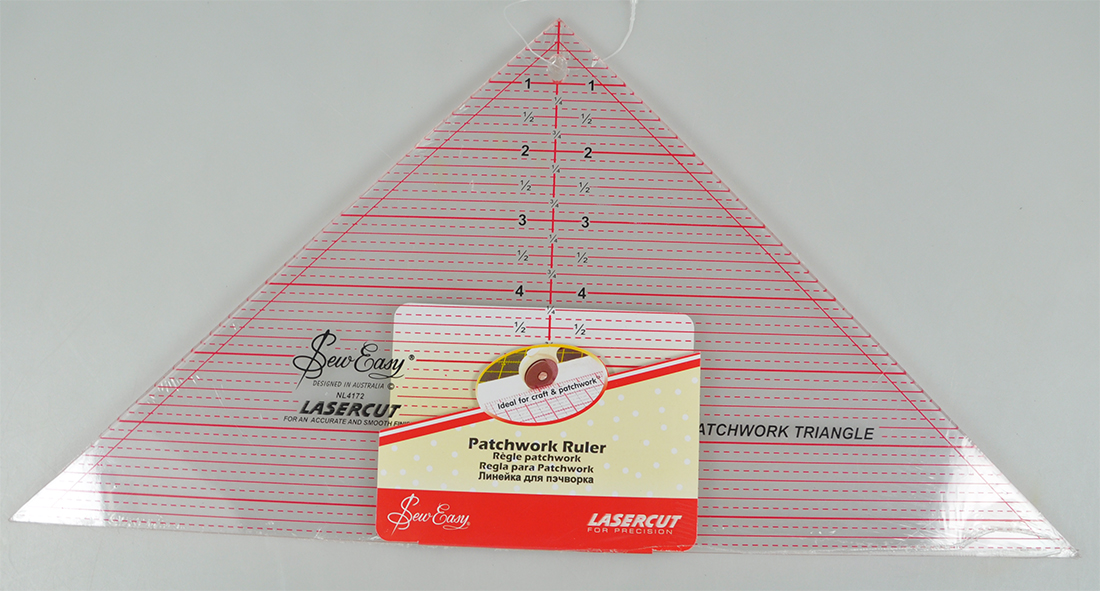 1 1
¼
½ ½
¾
2 2
¼
½ ½
¾
3 3
¼
½ ½
¾
4 4
¼
½ ½
Sew Easy®
DESIGNED IN AUSTRALIA ©
NL4172
LASERCUT
FOR AN ACCURATE AND SMOOTH FINI
ATCHWORK TRIANGLE
Ideal for craft & patchwork
Patchwork Ruler
Règle patchwork
Regla para Patchwork
Линейка для пэчворка
Sew Easy®
LASERCUT
FOR PRECISION